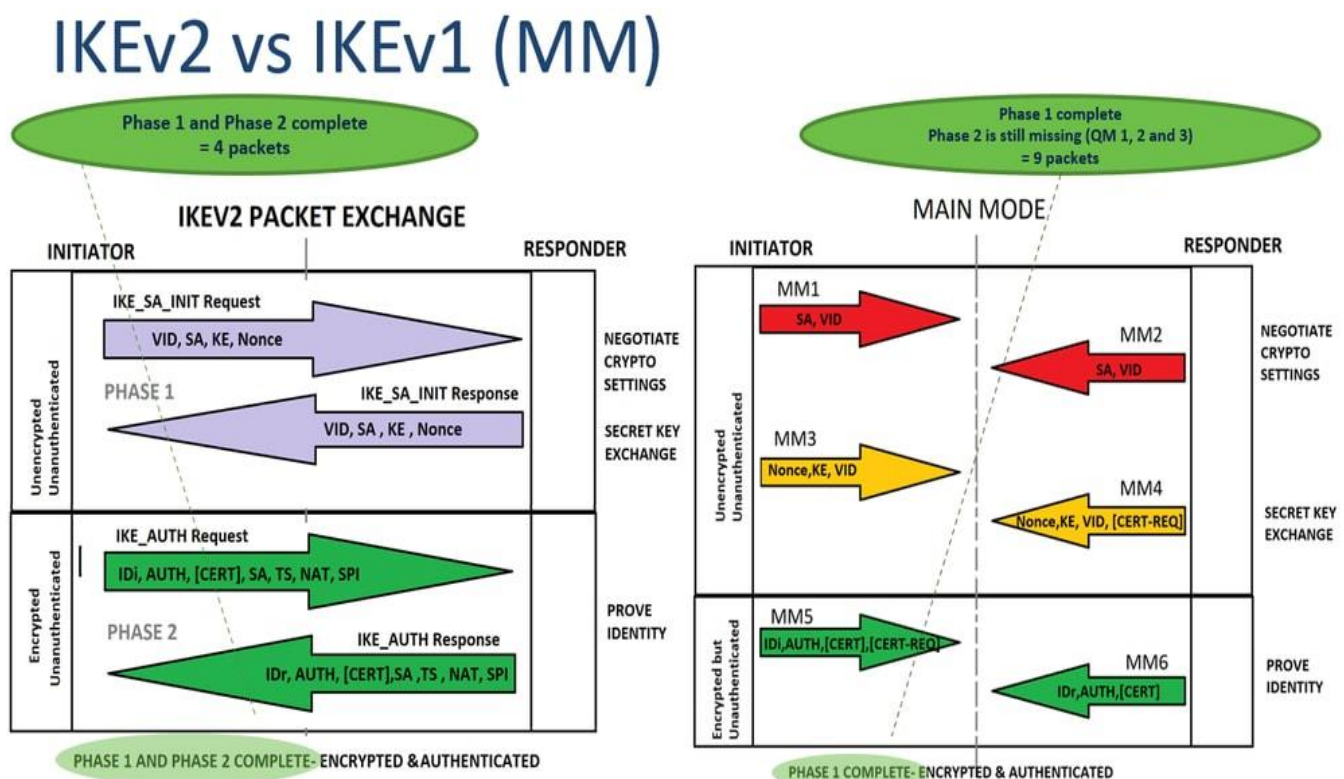 IKEv2 vs IKEv1 (MM)
Phase 1 and Phase 2 complete
= 4 packets
Phase 1 complete
Phase 2 is still missing (QM 1, 2 and 3)
= 9 packets
IKEV2 PACKET EXCHANGE
INITIATOR
RESPONDER
Unencrypted
Unanuthenticated
IKE_SA_INIT Request
VID, SA, KE, Nonce
PHASE 1
IKE_SA_INIT Response
VID, SA , KE , Nonce
NEGOTIATE
CRYPTO
SETTINGS
SECRET KEY
EXCHANGE
Encrypted
Unanuthenticated
IKE_AUTH Request
IDi, AUTH, [CERT], SA, TS, NAT, SPI
PHASE 2
IKE_AUTH Response
IDr, AUTH, [CERT],SA ,TS , NAT, SPI
PROVE
IDENTITY
PHASE 1 AND PHASE 2 COMPLETE- ENCRYPTED & AUTHENTICATED
MAIN MODE
INITIATOR
RESPONDER
Unencrypted
Unanuthenticated
MM1
SA, VID
MM2
SA, VID
NEGOTIATE
CRYPTO
SETTINGS
MM3
Nonce,KE, VID
MM4
Nonce,KE, VID, [CERT-REQ]
SECRET KEY
EXCHANGE
Encrypted but
Unauthenticated
MM5
IDi,AUTH,[CERT],[CERT-REQ]
MM6
IDr,AUTH,[CERT]
PROVE
IDENTITY
PHASE 1 COMPLETE- ENCRYPTED & AUTHENTICATED